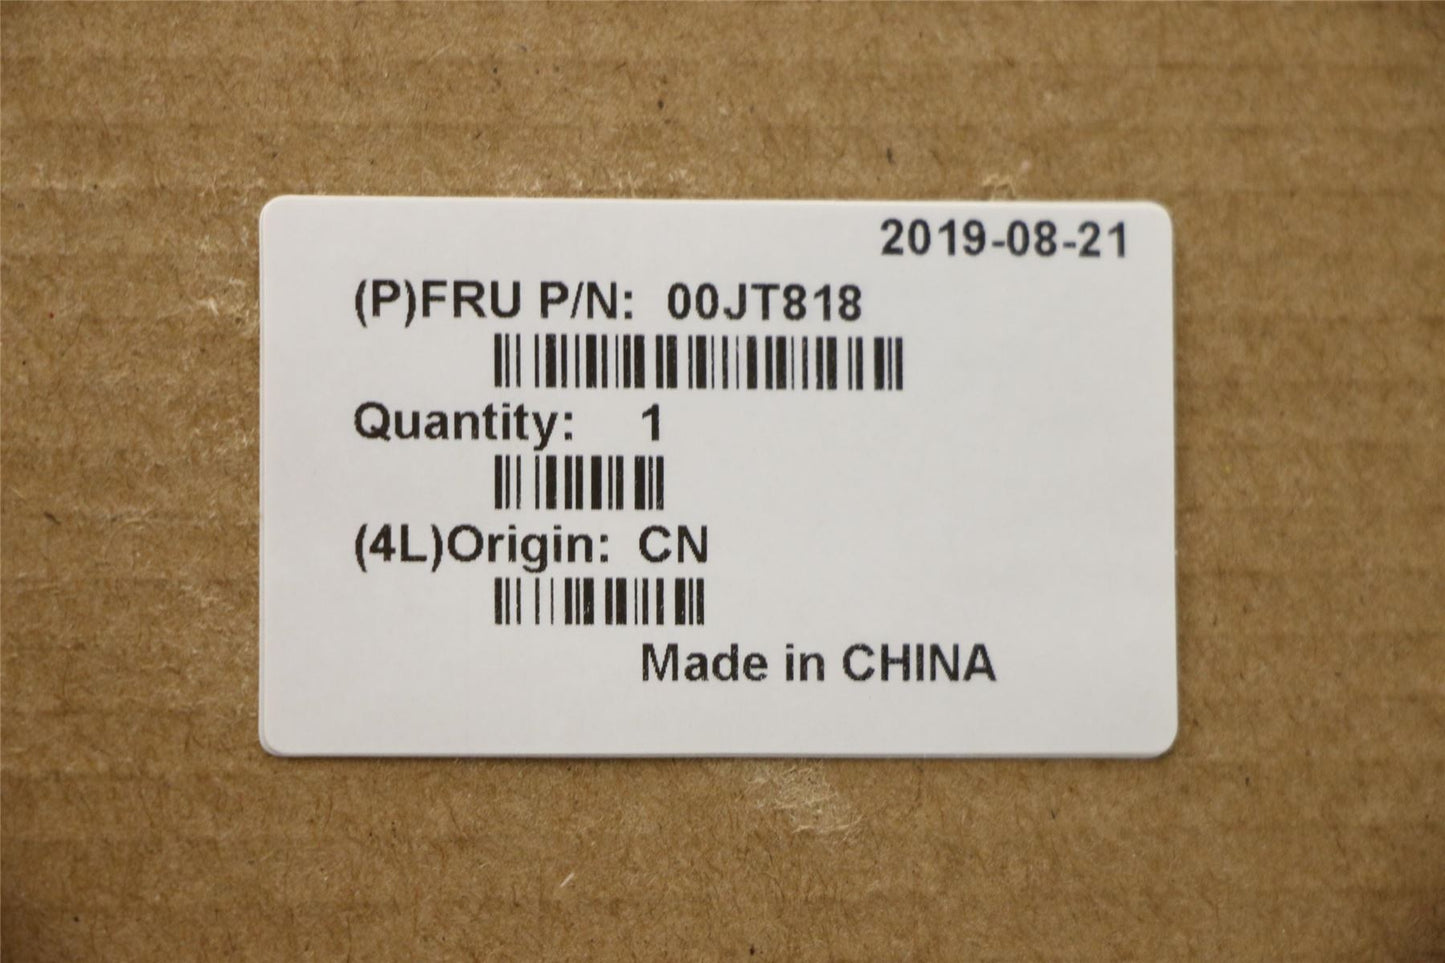 2019-08-21
(P)FRU P/N: 00JT818
Quantity: 1
(4L)Origin: CN
Made in CHINA